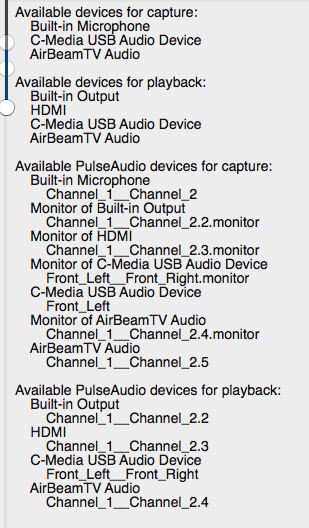 Available devices for capture:
Built-in Microphone
C-Media USB Audio Device
AirBeamTV Audio
Available devices for playback:
Built-in Output
HDMI
C-Media USB Audio Device
AirBeamTV Audio
Available PulseAudio devices for capture:
Built-in Microphone
Channel_1__Channel_2
Monitor of Built-in Output
Channel_1__Channel_2.2.monitor
Monitor of HDMI
Channel_1__Channel_2.3.monitor
Monitor of C-Media USB Audio Device
Front_Left__Front_Right.monitor
C-Media USB Audio Device
Front_Left
Monitor of AirBeamTV Audio
Channel_1__Channel_2.4.monitor
AirBeamTV Audio
Channel_1__Channel_2.5
Available PulseAudio devices for playback:
Built-in Output
Channel_1__Channel_2.2
HDMI
Channel_1__Channel_2.3
C-Media USB Audio Device
Front_Left__Front_Right
AirBeamTV Audio
Channel_1__Channel_2.4